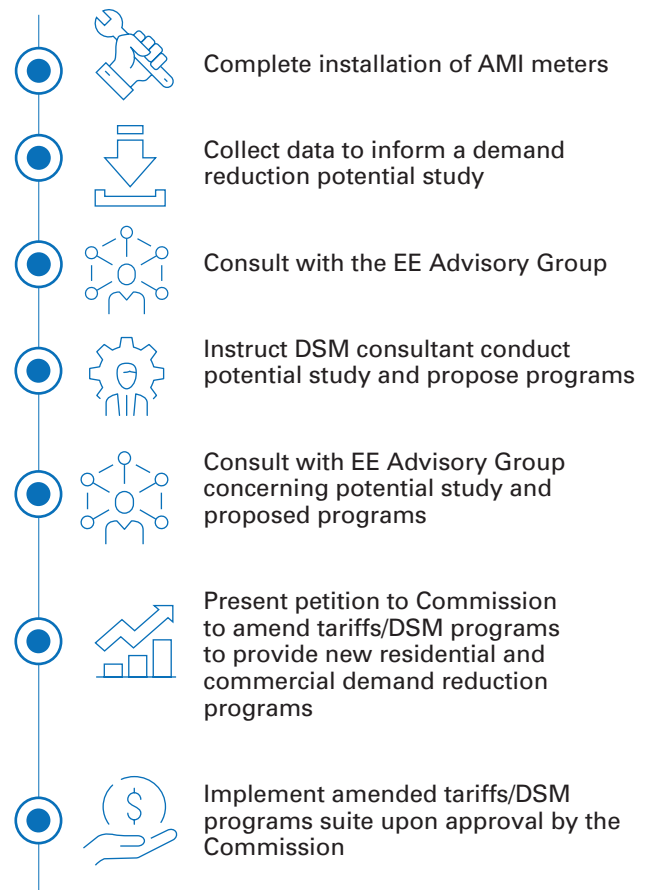 Complete installation of AMI meters
Collect data to inform a demand
reduction potential study
Consult with the EE Advisory Group
Instruct DSM consultant conduct
potential study and propose programs
Consult with EE Advisory Group
concerning potential study and
proposed programs
Present petition to Commission
to amend tariffs/DSM programs
to provide new residential and
commercial demand reduction
programs
$
Implement amended tariffs/DSM
programs suite upon approval by the
Commission